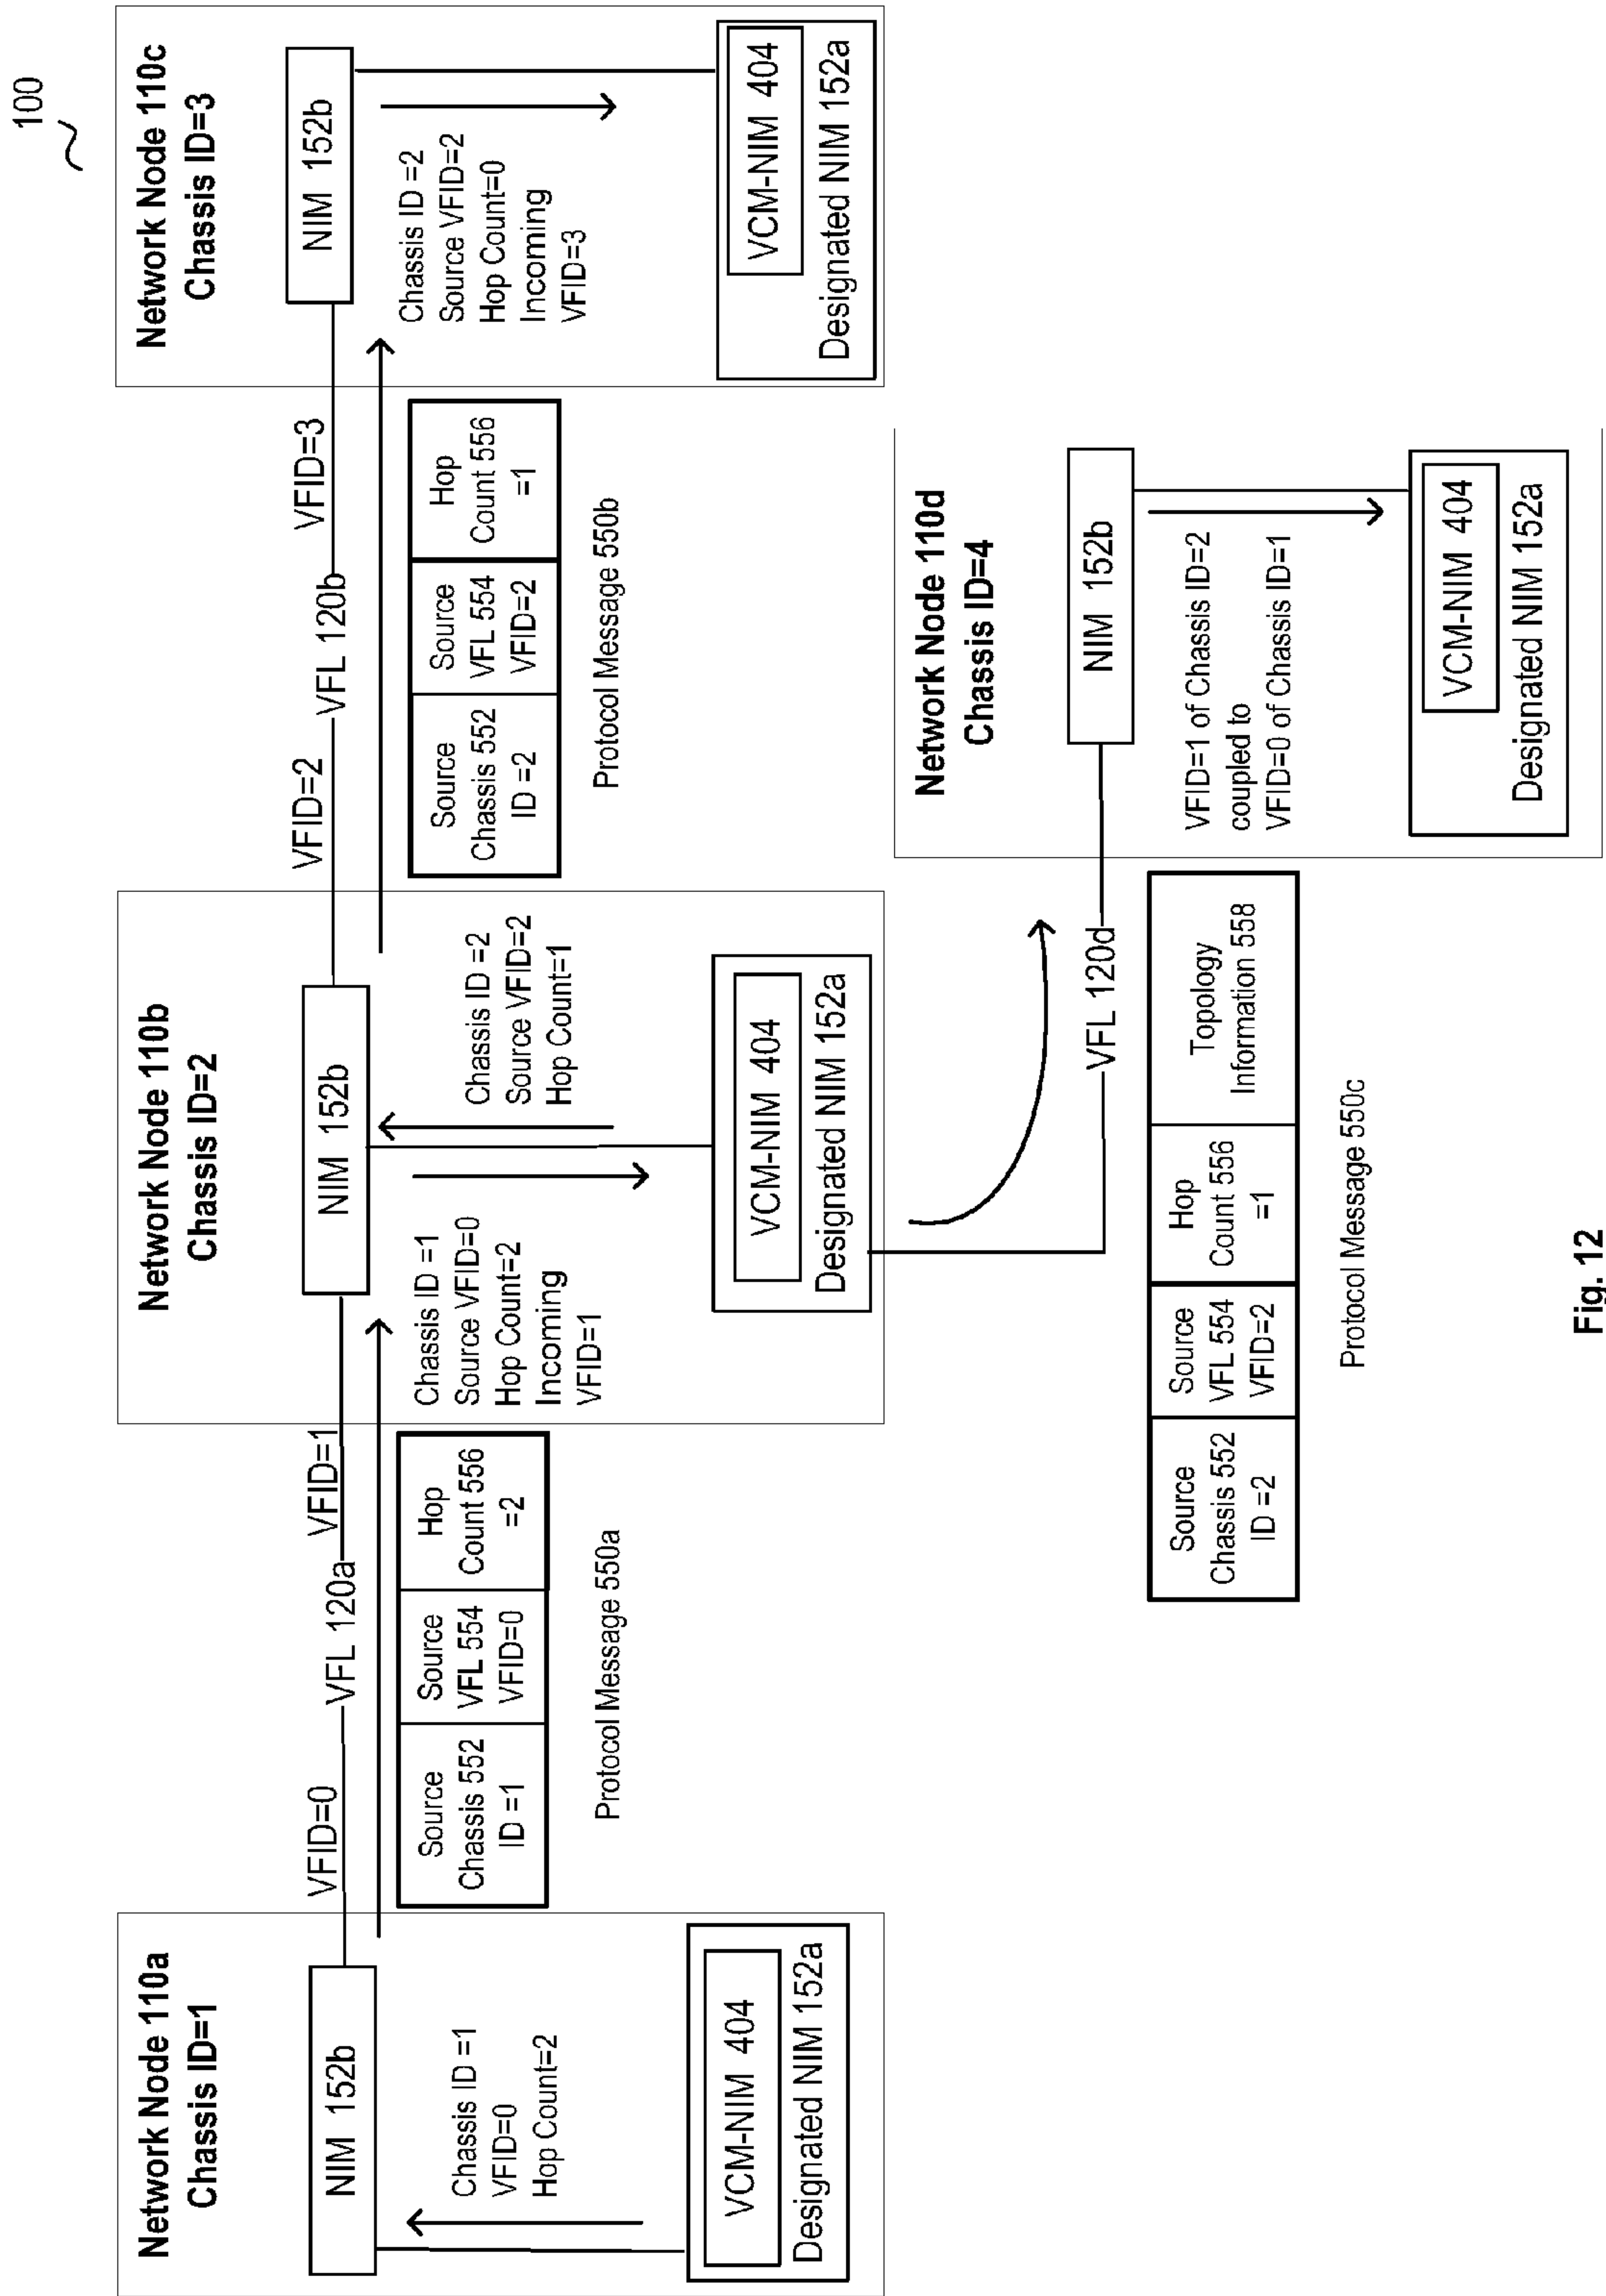 100
Network Node 110a
Chassis ID=1
NIM 152b
Chassis ID =1
VFID=0
Hop Count=2
VCM-NIM 404
Designated NIM 152a
VFID=0
VFL 120a
VFID=1
Source
Chassis 552
ID =1
Source
VFL 554
VFID=0
Hop
Count 556
=2
Protocol Message 550a
Network Node 110b
Chassis ID=2
NIM 152b
Chassis ID =1
Source VFID=0
Hop Count=2
Incoming
VFID=1
Chassis ID =2
Source VFID=2
Hop Count=1
VCM-NIM 404
Designated NIM 152a
VFID=2
VFL 120b
VFID=3
Source
Chassis 552
ID =2
Source
VFL 554
VFID=2
Hop
Count 556
=1
Protocol Message 550b
Network Node 110c
Chassis ID=3
NIM 152b
Chassis ID =2
Source VFID=2
Hop Count=0
Incoming
VFID=3
VCM-NIM 404
Designated NIM 152a
VFL 120d
Source
Chassis 552
ID =2
Source
VFL 554
VFID=2
Hop
Count 556
=1
Topology
Information 558
Protocol Message 550c
Network Node 110d
Chassis ID=4
NIM 152b
VFID=1 of Chassis ID=2
coupled to
VFID=0 of Chassis ID=1
VCM-NIM 404
Designated NIM 152a
Fig. 12